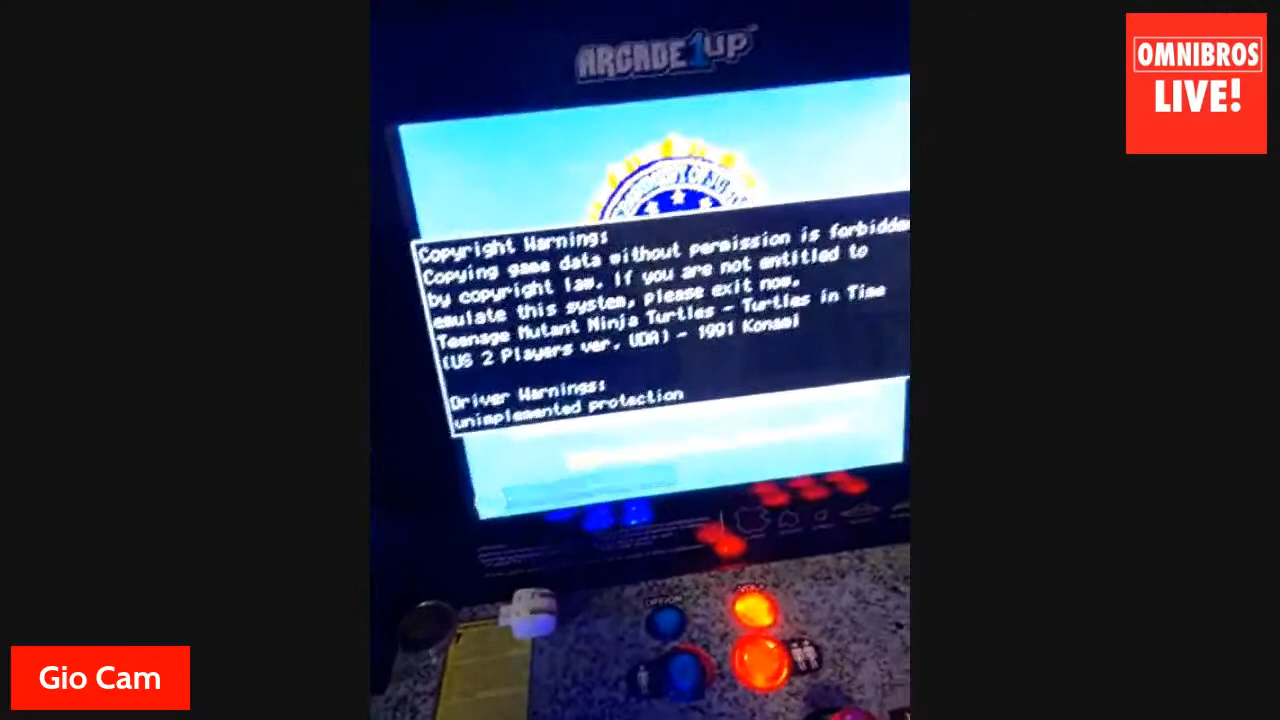 ARCADE1UP
OMNIBROS
LIVE!
Copyright Warning:
Copying game data without permission is forbidden
by copyright law. If you are not entitled to
emulate this system, please exit now.
Teenage Mutant Ninja Turtles - Turtles in Time
(US 2 Players ver. UDA) - 1991 Konami
Driver Warnings:
unimplemented protection
Gio Cam